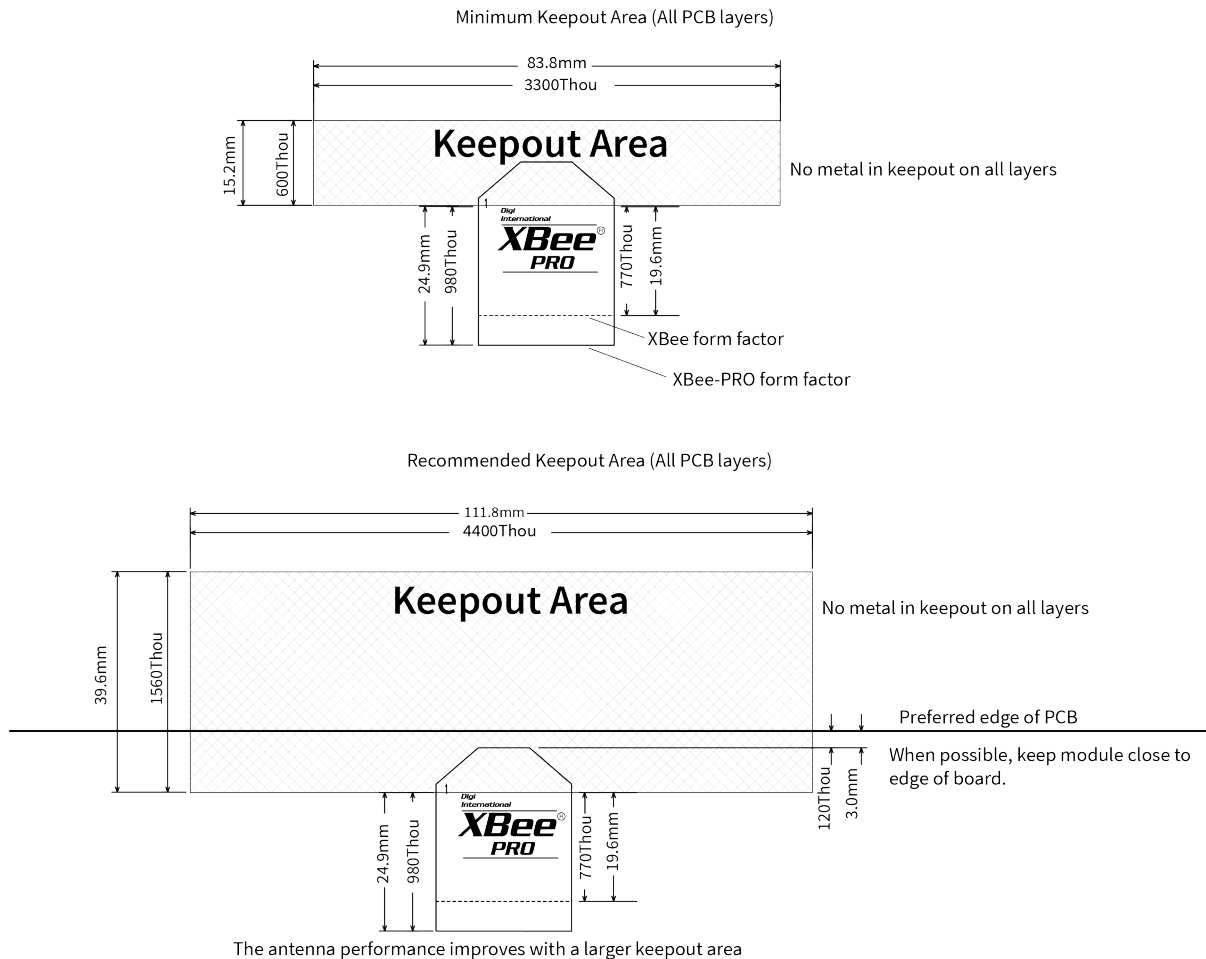 Minimum Keepout Area (All PCB layers)
83.8mm
3300Thou
Keepout Area
15.2mm
600Thou
No metal in keepout on all layers
1
Digi
International
XBee®
PRO
24.9mm
980Thou
770Thou
19.6mm
XBee form factor
XBee-PRO form factor
Recommended Keepout Area (All PCB layers)
111.8mm
4400Thou
Keepout Area
No metal in keepout on all layers
39.6mm
1560Thou
Preferred edge of PCB
When possible, keep module close to
edge of board.
120Thou
3.0mm
1
Digi
International
XBee®
PRO
24.9mm
980Thou
770Thou
19.6mm
The antenna performance improves with a larger keepout area